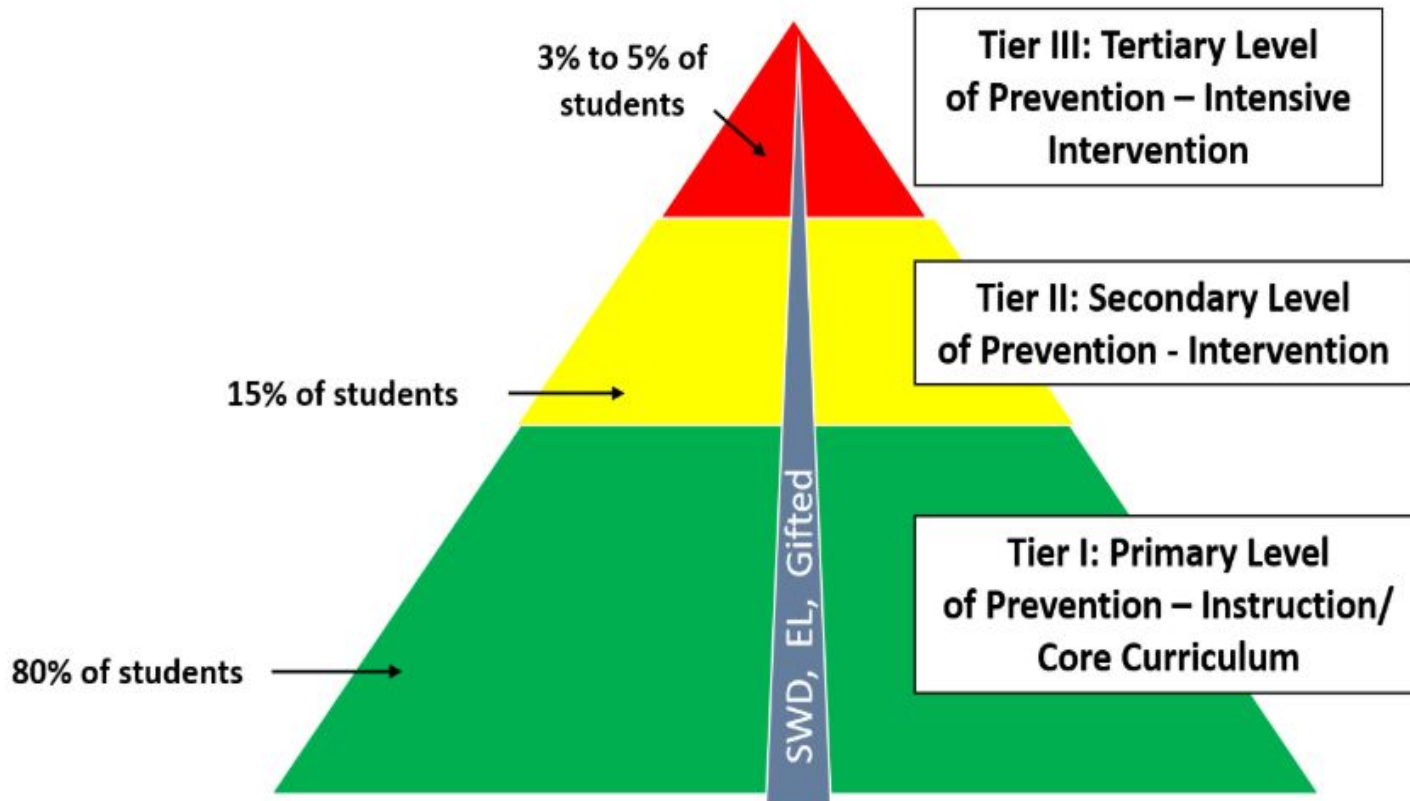 3% to 5% of
students
Tier III: Tertiary Level
of Prevention – Intensive
Intervention
15% of students
Tier II: Secondary Level
of Prevention - Intervention
80% of students
SWD, EL, Gifted
Tier I: Primary Level
of Prevention – Instruction/
Core Curriculum